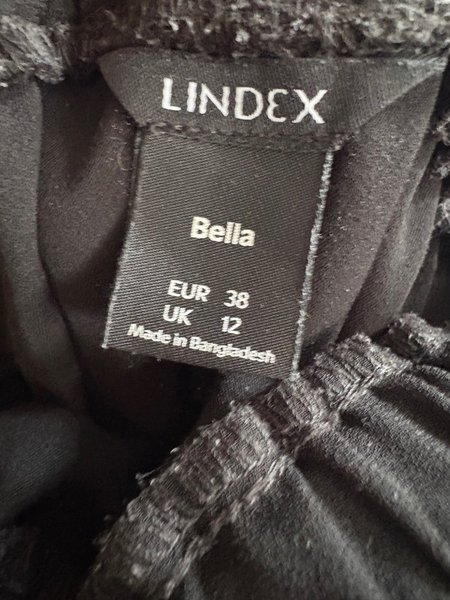 LINDEX
Bella
EUR 38
UK 12
Made in Bangladesh